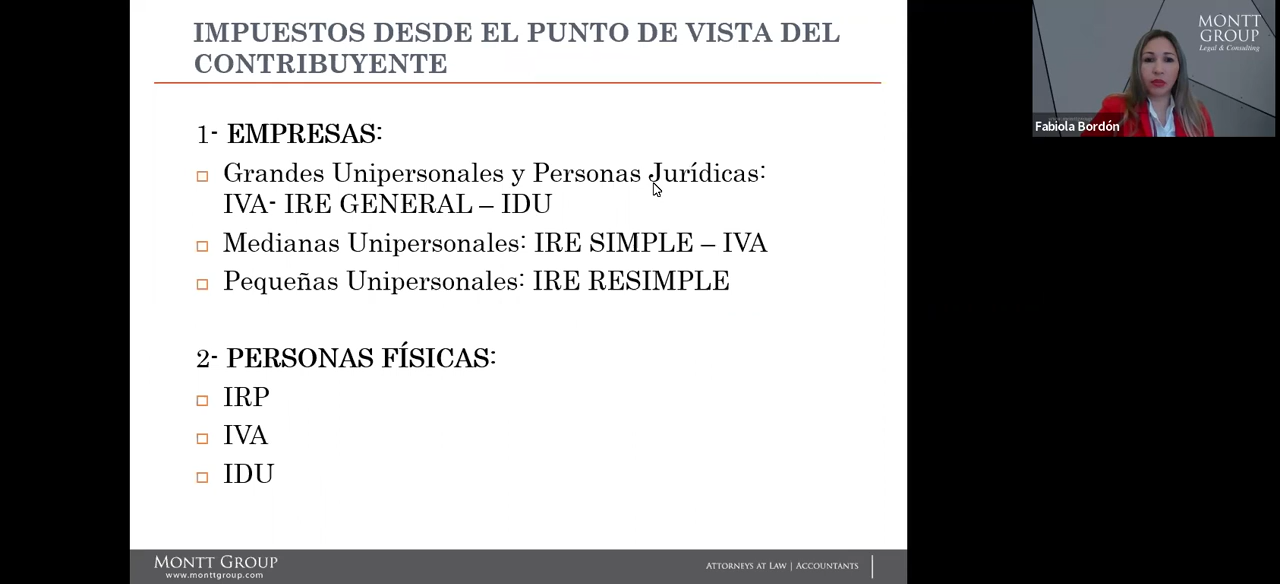 IMPUESTOS DESDE EL PUNTO DE VISTA DEL
CONTRIBUYENTE
1- EMPRESAS:
Grandes Unipersonales y Personas Jurídicas:
IVA- IRE GENERAL – IDU
Medianas Unipersonales: IRE SIMPLE – IVA
Pequeñas Unipersonales: IRE RESIMPLE
2- PERSONAS FÍSICAS:
IRP
IVA
IDU
MONTT GROUP
www.monttgroup.com
ATTORNEYS AT LAW | ACCOUNTANTS
MONTT
GROUP
Legal & Consulting
Fabiola Bordón